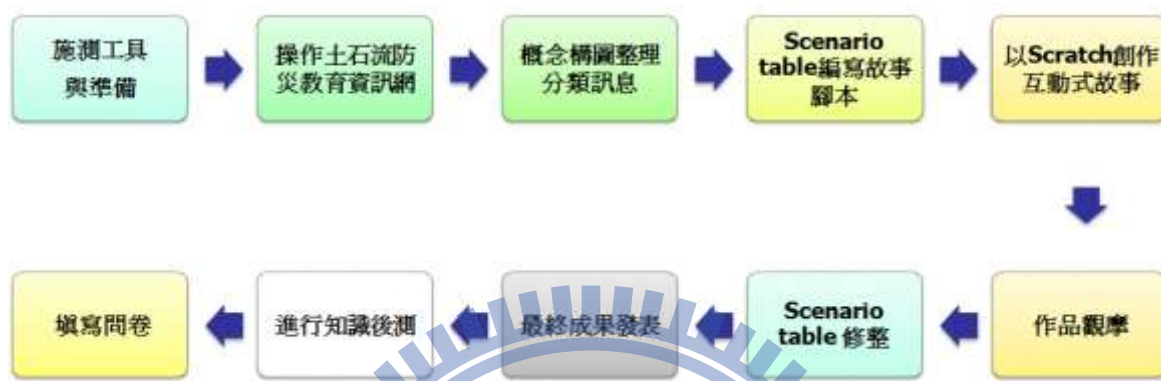 施測工具
與準備
操作土石流防
災教育資訊網
概念構圖整理
分類訊息
Scenario
table編寫故事
腳本
以Scratch創作
互動式故事
作品觀摩
Scenario
table 修整
最終成果發表
進行知識後測
填寫問卷